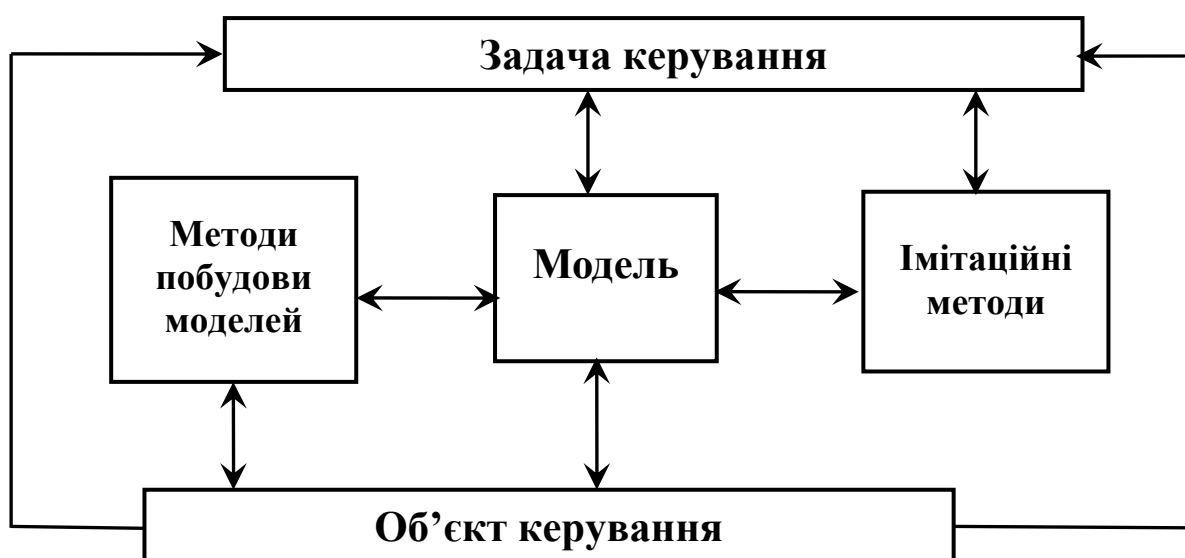 Задача керування
Методи
побудови
моделей
Модель
Імітаційні
методи
Об’єкт керування